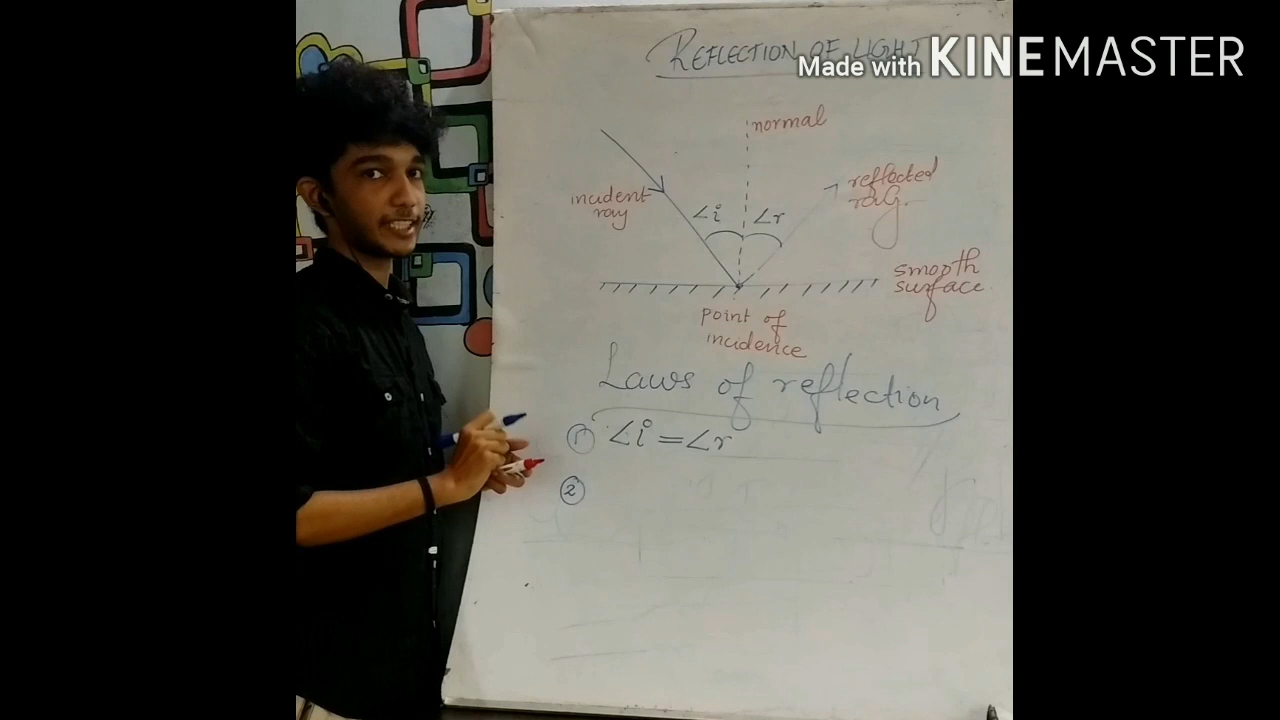 REFLECTION OF LIGHT
Made with KINEMASTER
normal
incident
ray
reflected
ray.
∠i
∠r
smooth
surface
point of
incidence
Laws of reflection
① ∠i = ∠r
②